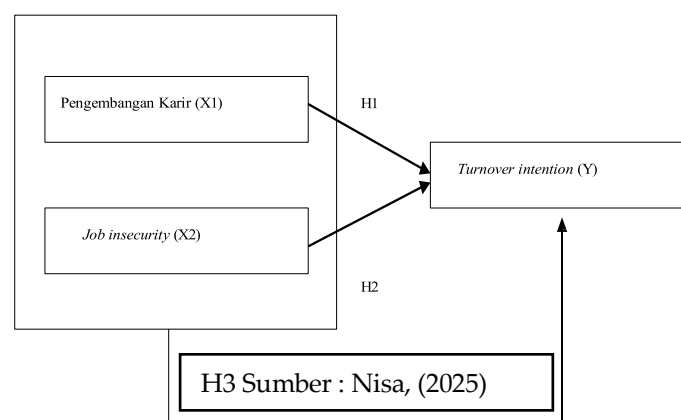 Pengembangan Karir (X1)
H1
Turnover intention (Y)
Job insecurity (X2)
H2
H3 Sumber : Nisa, (2025)